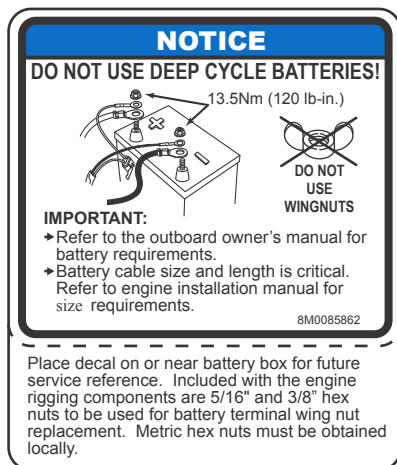 NOTICE
DO NOT USE DEEP CYCLE BATTERIES!
13.5Nm (120 lb-in.)
DO NOT
USE
WINGNUTS
IMPORTANT:
Refer to the outboard owner's manual for
battery requirements.
Battery cable size and length is critical.
Refer to engine installation manual for
size requirements.
8M0085862
Place decal on or near battery box for future
service reference. Included with the engine
rigging components are 5/16" and 3/8" hex
nuts to be used for battery terminal wing nut
replacement. Metric hex nuts must be obtained
locally.